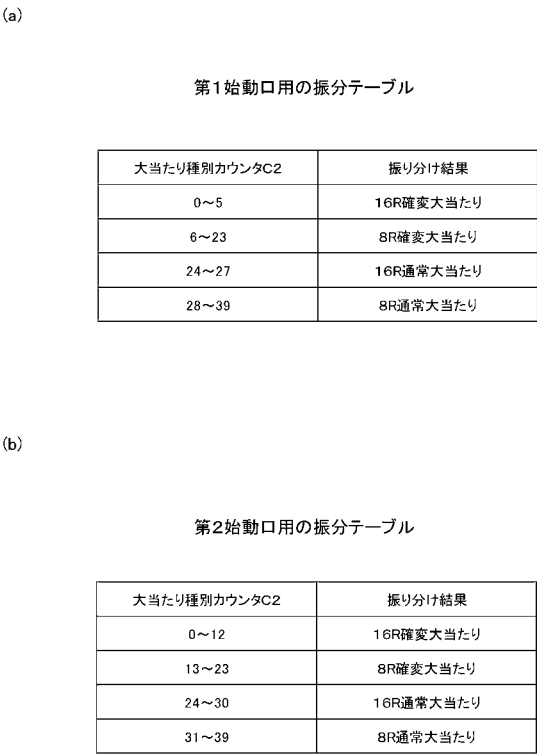 (a)
第1始動口用の振分テーブル
大当たり種別カウンタC2 振り分け結果
0～5 16R確変大当たり
6～23 8R確変大当たり
24～27 16R通常大当たり
28～39 8R通常大当たり
(b)
第2始動口用の振分テーブル
大当たり種別カウンタC2 振り分け結果
0～12 16R確変大当たり
13～23 8R確変大当たり
24～30 16R通常大当たり
31～39 8R通常大当たり